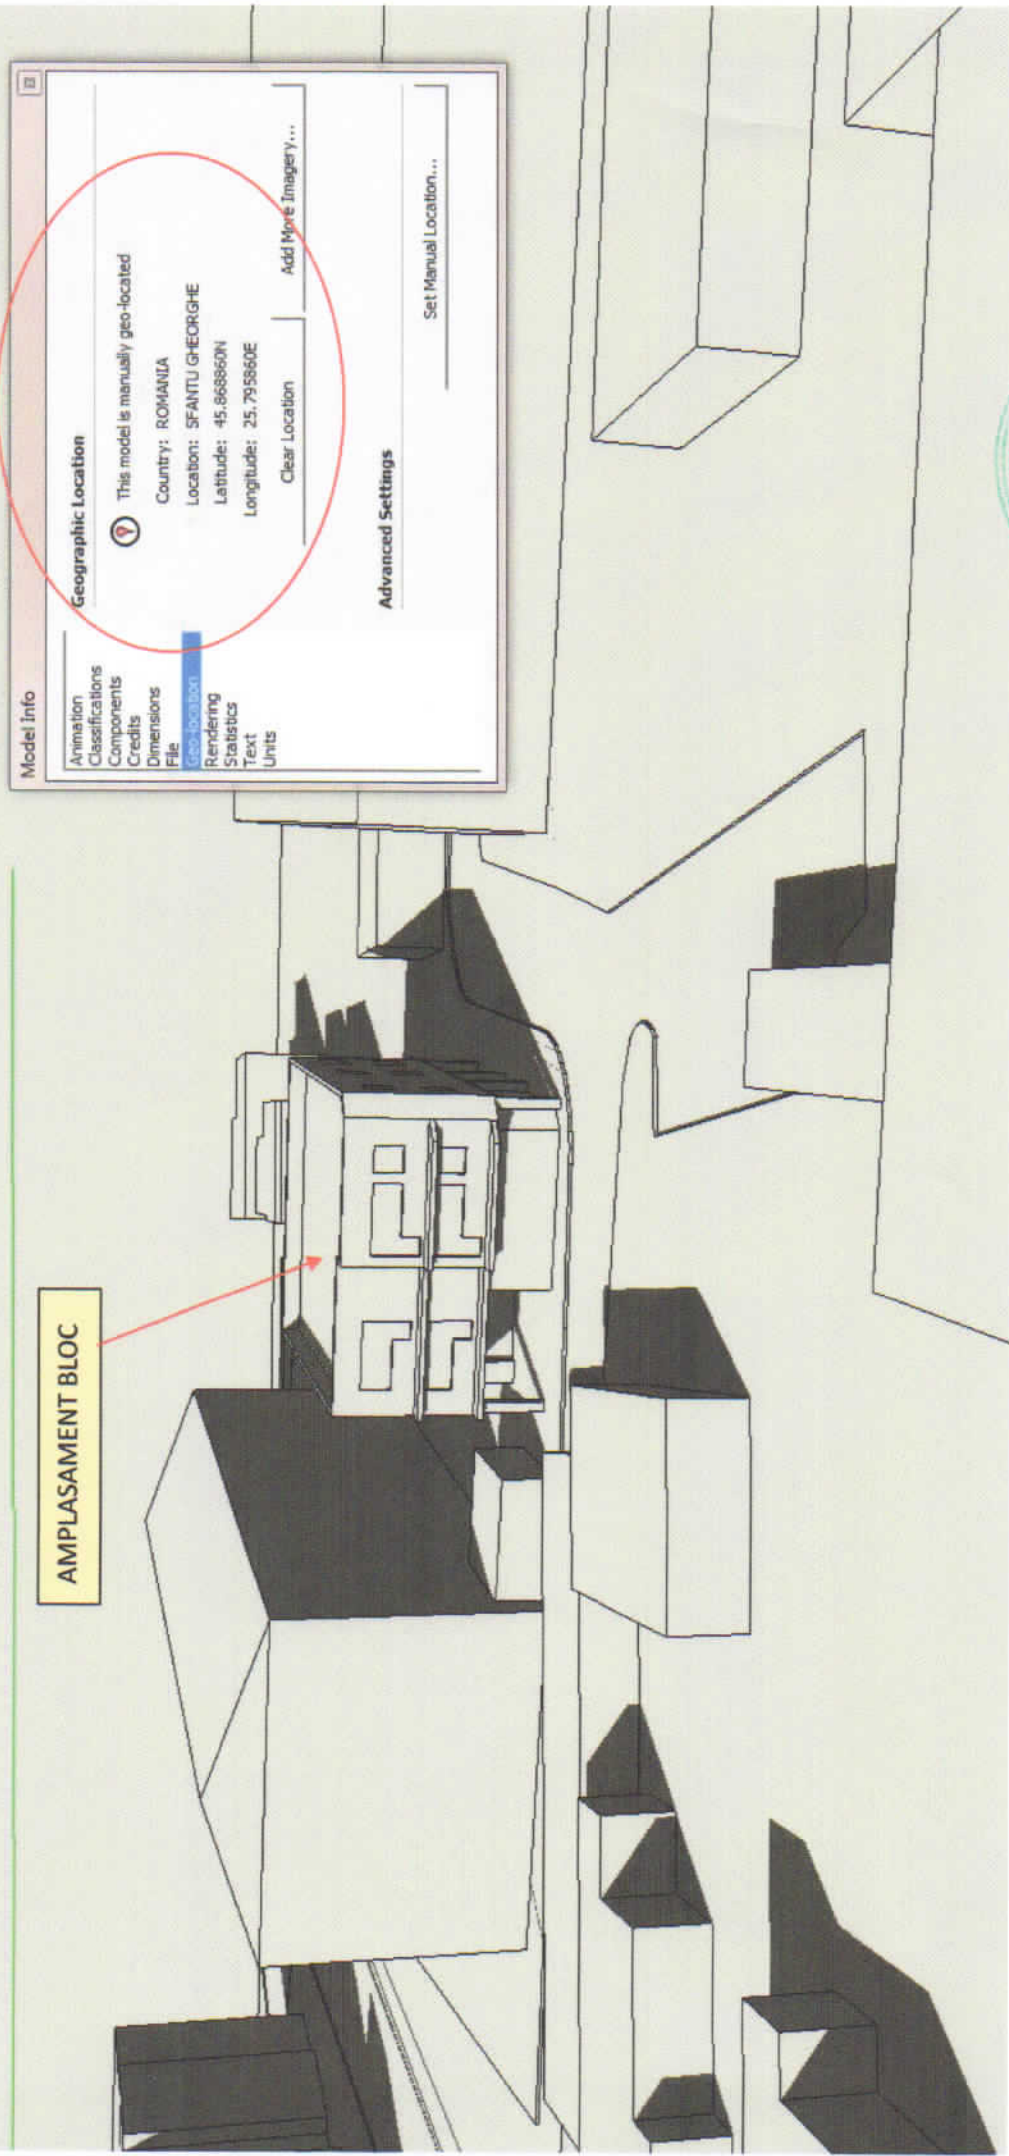 AMPLASAMENT BLOC
Model Info
Animation
Classifications
Components
Credits
Dimensions
File
Geo-location
Rendering
Statistics
Text
Units
Geographic Location
This model is manually geo-located
Country: ROMANIA
Location: SFANTU GHEORGHE
Latitude: 45.868860N
Longitude: 25.795860E
Clear Location
Add More Imagery...
Advanced Settings
Set Manual Location...